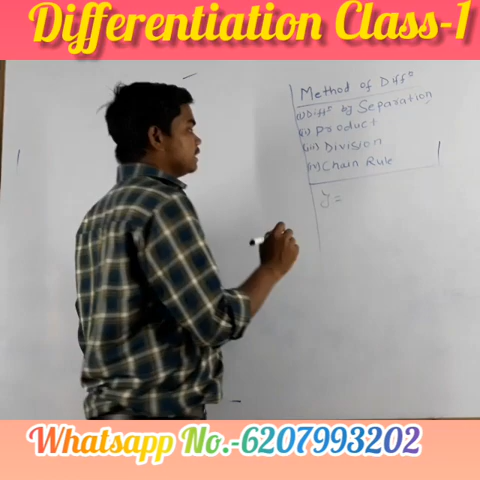 Differentiation Class-1
Method of Diffⁿ
(i) Diffⁿ by Separation
(ii) Product
(iii) Division
(iv) Chain Rule
y =
Whatsapp No.-6207993202